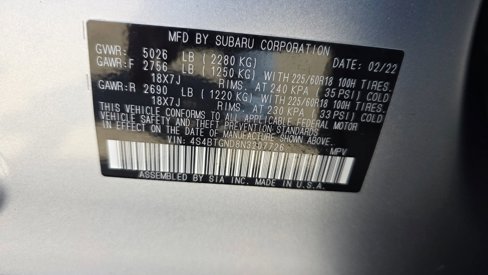 MFD BY SUBARU CORPORATION
GVWR: 5026 LB (2280 KG) DATE: 02/22
GAWR:F 2756 LB (1250 KG) WITH 225/60R18 100H TIRES.
18X7J RIMS. AT 240 KPA 35 PSI COLD
GAWR:R 2690 LB (1220 KG) WITH 225/60R18 100H TIRES.
18X7J RIMS. AT 230 KPA 33 PSI COLD
THIS VEHICLE CONFORMS TO ALL APPLICABLE FEDERAL MOTOR
VEHICLE SAFETY AND THEFT PREVENTION STANDARDS IN EFFECT
ON THE DATE OF MANUFACTURE SHOWN ABOVE.
VIN: MPV
ASSEMBLED BY SIA INC. MADE IN U.S.A.